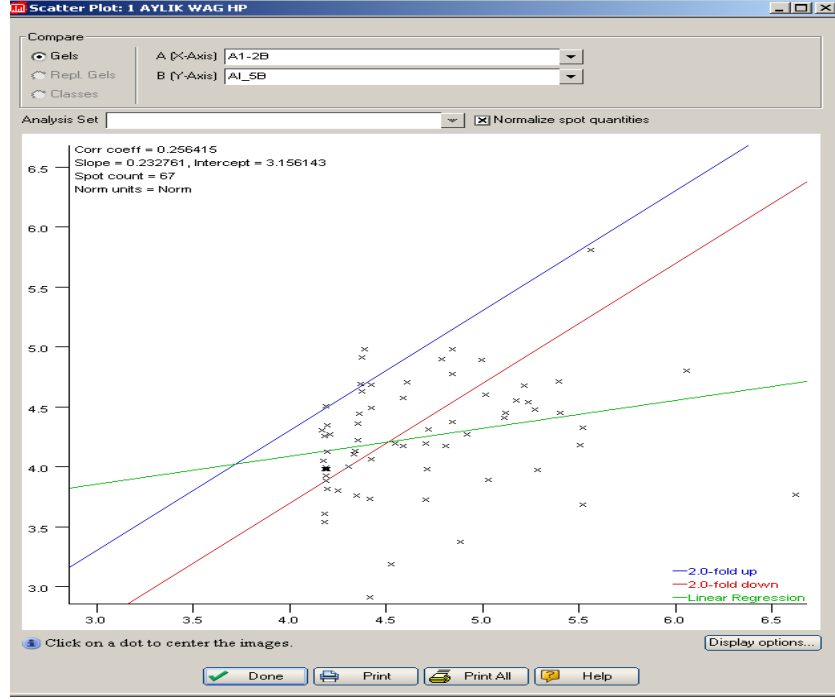 Scatter Plot: 1 AYLIK WAG HP
Compare
Gels
A (X-Axis) A1-2B
Repl. Gels
B (Y-Axis) AI_5B
Classes
Analysis Set
Normalize spot quantities
Corr coeff = 0.256415
Slope = 0.232761, Intercept = 3.156143
Spot count = 67
Norm units = Norm
6.5
6.0
5.5
5.0
4.5
4.0
3.5
3.0
2.0-fold up
2.0-fold down
Linear Regression
3.0 3.5 4.0 4.5 5.0 5.5 6.0 6.5
Click on a dot to center the images.
Display options...
Done Print Print All Help